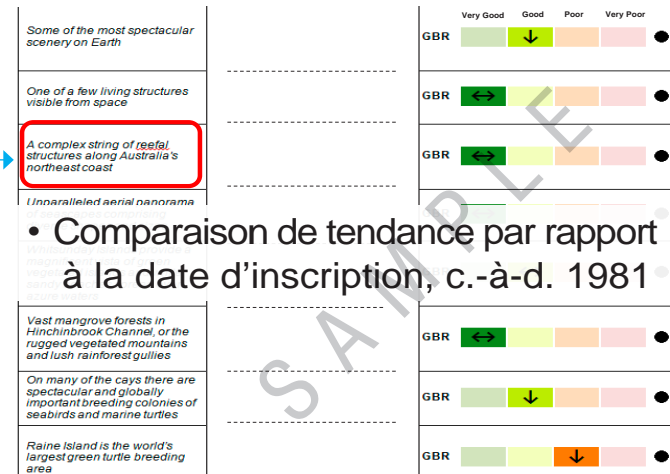 Very Good Good Poor Very Poor
Some of the most spectacular
scenery on Earth
GBR
One of a few living structures
visible from space
GBR
A complex string of reefal
structures along Australia's
northeast coast
GBR
Unparalleled aerial panorama
• Comparaison de tendance par rapport
à la date d'inscription, c.-à-d. 1981
Vast mangrove forests in
Hinchinbrook Channel, or the
rugged vegetated mountains
and lush rainforest gullies
GBR
On many of the cays there are
spectacular and globally
important breeding colonies of
seabirds and marine turtles
GBR
Raine Island is the world's
largest green turtle breeding
area
GBR
SAMPLE